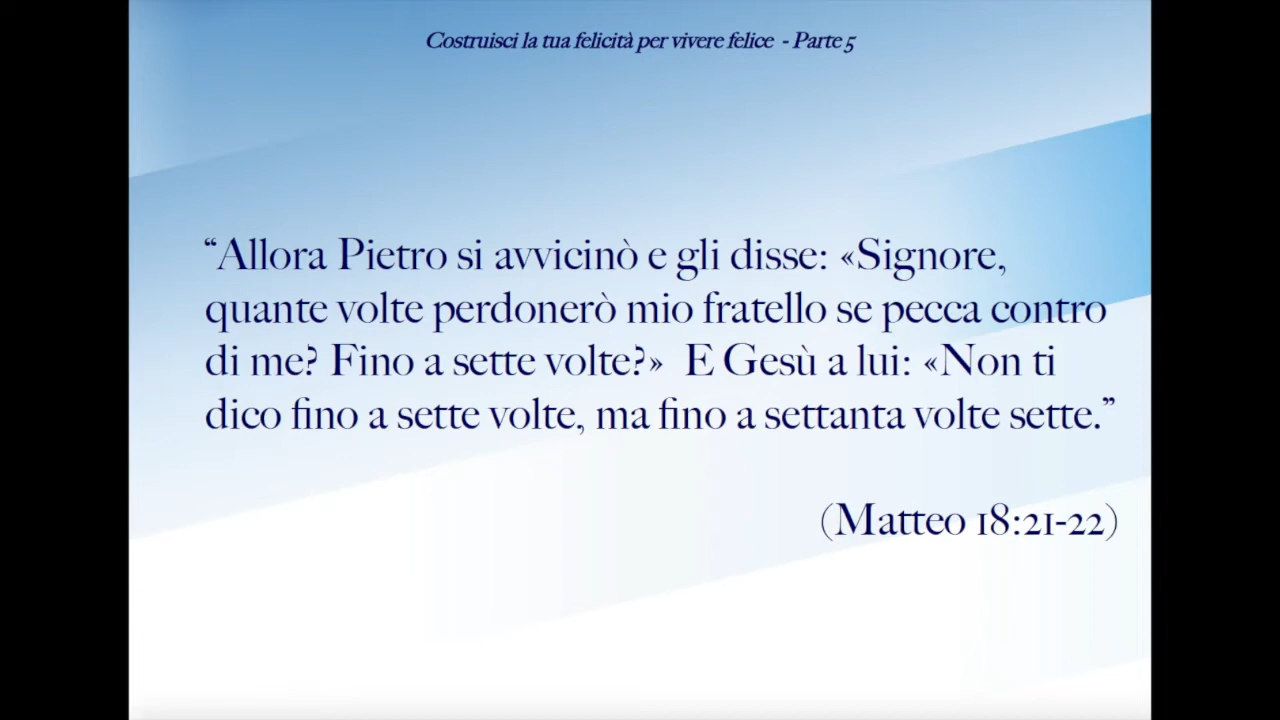 Costruisci la tua felicità per vivere felice - Parte 5
“Allora Pietro si avvicinò e gli disse: «Signore,
quante volte perdonerò mio fratello se pecca contro
di me? Fino a sette volte?» E Gesù a lui: «Non ti
dico fino a sette volte, ma fino a settanta volte sette.”
(Matteo 18:21-22)